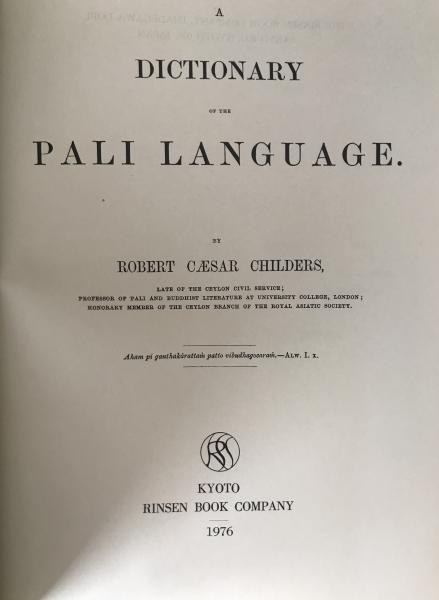 A
DICTIONARY
OF THE
PALI LANGUAGE.
BY
ROBERT CÆSAR CHILDERS,
LATE OF THE CEYLON CIVIL SERVICE;
PROFESSOR OF PALI AND BUDDHIST LITERATURE AT UNIVERSITY COLLEGE, LONDON;
HONORARY MEMBER OF THE CEYLON BRANCH OF THE ROYAL ASIATIC SOCIETY.
Aham pi ganthakárattaṁ patto vibudhagocaraṁ.—ALW. I. x.
KYOTO
RINSEN BOOK COMPANY
1976